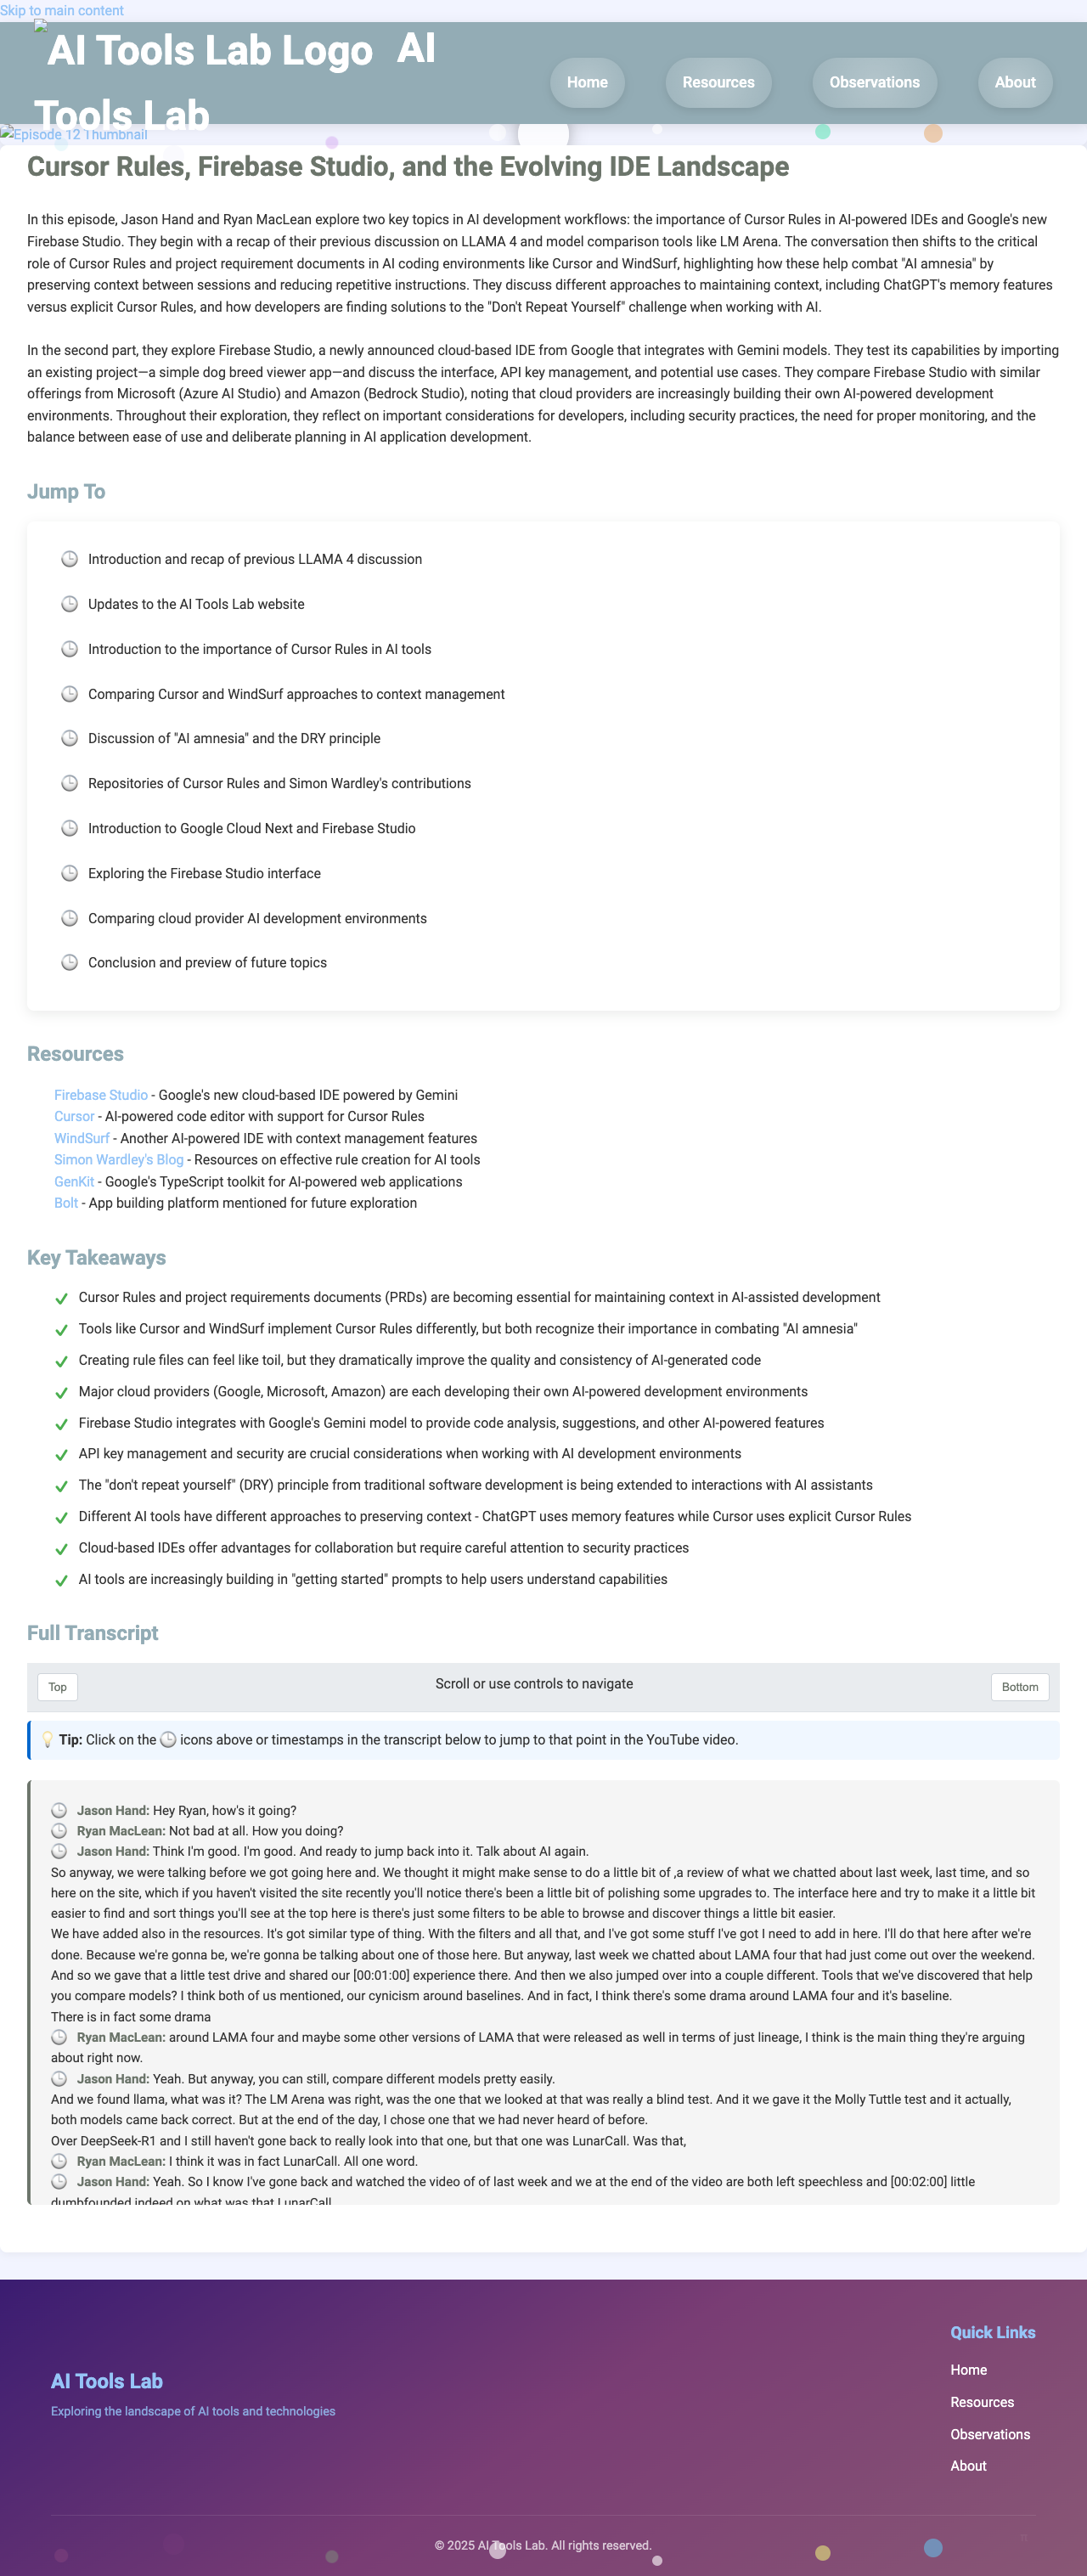 Skip to main content
AI Tools Lab Logo AI
Tools Lab
Home
Resources
Observations
About
Episode 12 Thumbnail
Cursor Rules, Firebase Studio, and the Evolving IDE Landscape
In this episode, Jason Hand and Ryan MacLean explore two key topics in AI development workflows: the importance of Cursor Rules in AI-powered IDEs and Google's new
Firebase Studio. They begin with a recap of their previous discussion on LLAMA 4 and model comparison tools like LM Arena. The conversation then shifts to the critical
role of Cursor Rules and project requirement documents in AI coding environments like Cursor and WindSurf, highlighting how these help combat "AI amnesia" by
preserving context between sessions and reducing repetitive instructions. They discuss different approaches to maintaining context, including ChatGPT's memory features
versus explicit Cursor Rules, and how developers are finding solutions to the "Don't Repeat Yourself" challenge when working with AI.
In the second part, they explore Firebase Studio, a newly announced cloud-based IDE from Google that integrates with Gemini models. They test its capabilities by importing
an existing project—a simple dog breed viewer app—and discuss the interface, API key management, and potential use cases. They compare Firebase Studio with similar
offerings from Microsoft (Azure AI Studio) and Amazon (Bedrock Studio), noting that cloud providers are increasingly building their own AI-powered development
environments. Throughout their exploration, they reflect on important considerations for developers, including security practices, the need for proper monitoring, and the
balance between ease of use and deliberate planning in AI application development.
Jump To
Introduction and recap of previous LLAMA 4 discussion
Updates to the AI Tools Lab website
Introduction to the importance of Cursor Rules in AI tools
Comparing Cursor and WindSurf approaches to context management
Discussion of "AI amnesia" and the DRY principle
Repositories of Cursor Rules and Simon Wardley's contributions
Introduction to Google Cloud Next and Firebase Studio
Exploring the Firebase Studio interface
Comparing cloud provider AI development environments
Conclusion and preview of future topics
Resources
Firebase Studio - Google's new cloud-based IDE powered by Gemini
Cursor - AI-powered code editor with support for Cursor Rules
WindSurf - Another AI-powered IDE with context management features
Simon Wardley's Blog - Resources on effective rule creation for AI tools
GenKit - Google's TypeScript toolkit for AI-powered web applications
Bolt - App building platform mentioned for future exploration
Key Takeaways
Cursor Rules and project requirements documents (PRDs) are becoming essential for maintaining context in AI-assisted development
Tools like Cursor and WindSurf implement Cursor Rules differently, but both recognize their importance in combating "AI amnesia"
Creating rule files can feel like toil, but they dramatically improve the quality and consistency of AI-generated code
Major cloud providers (Google, Microsoft, Amazon) are each developing their own AI-powered development environments
Firebase Studio integrates with Google's Gemini model to provide code analysis, suggestions, and other AI-powered features
API key management and security are crucial considerations when working with AI development environments
The "don't repeat yourself" (DRY) principle from traditional software development is being extended to interactions with AI assistants
Different AI tools have different approaches to preserving context - ChatGPT uses memory features while Cursor uses explicit Cursor Rules
Cloud-based IDEs offer advantages for collaboration but require careful attention to security practices
AI tools are increasingly building in "getting started" prompts to help users understand capabilities
Full Transcript
Top
Scroll or use controls to navigate
Bottom
💡 Tip: Click on the 🕒 icons above or timestamps in the transcript below to jump to that point in the YouTube video.
Jason Hand: Hey Ryan, how's it going?
Ryan MacLean: Not bad at all. How you doing?
Jason Hand: Think I'm good. I'm good. And ready to jump back into it. Talk about AI again.
So anyway, we were talking before we got going here and. We thought it might make sense to do a little bit of ,a review of what we chatted about last week, last time, and so
here on the site, which if you haven't visited the site recently you'll notice there's been a little bit of polishing some upgrades to. The interface here and try to make it a little bit
easier to find and sort things you'll see at the top here is there's just some filters to be able to browse and discover things a little bit easier.
We have added also in the resources. It's got similar type of thing. With the filters and all that, and I've got some stuff I've got I need to add in here. I'll do that here after we're
done. Because we're gonna be, we're gonna be talking about one of those here. But anyway, last week we chatted about LAMA four that had just come out over the weekend.
And so we gave that a little test drive and shared our [00:01:00] experience there. And then we also jumped over into a couple different. Tools that we've discovered that help
you compare models? I think both of us mentioned, our cynicism around baselines. And in fact, I think there's some drama around LAMA four and it's baseline.
There is in fact some drama
Ryan MacLean: around LAMA four and maybe some other versions of LAMA that were released as well in terms of just lineage, I think is the main thing they're arguing
about right now.
Jason Hand: Yeah. But anyway, you can still, compare different models pretty easily.
And we found llama, what was it? The LM Arena was right, was the one that we looked at that was really a blind test. And it we gave it the Molly Tuttle test and it actually,
both models came back correct. But at the end of the day, I chose one that we had never heard of before.
Over DeepSeek-R1 and I still haven't gone back to really look into that one, but that one was LunarCall. Was that,
Ryan MacLean: I think it was in fact LunarCall. All one word.
Jason Hand: Yeah. So I know I've gone back and watched the video of of last week and we at the end of the video are both left speechless and [00:02:00] little
dumbfounded indeed on what was that LunarCall
AI Tools Lab
Exploring the landscape of AI tools and technologies
Quick Links
Home
Resources
Observations
About
© 2025 AI Tools Lab. All rights reserved.